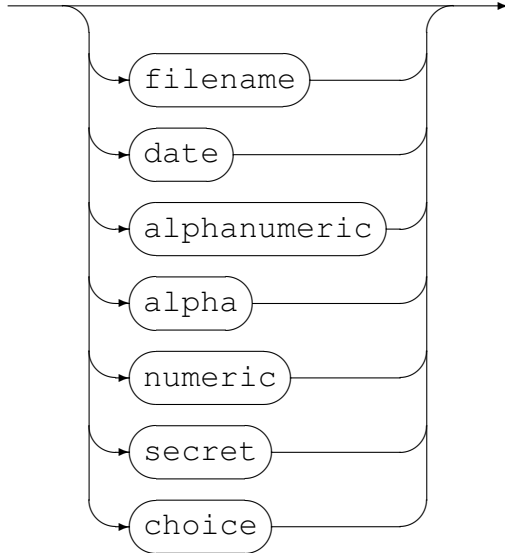 filename
date
alphanumeric
alpha
numeric
secret
choice